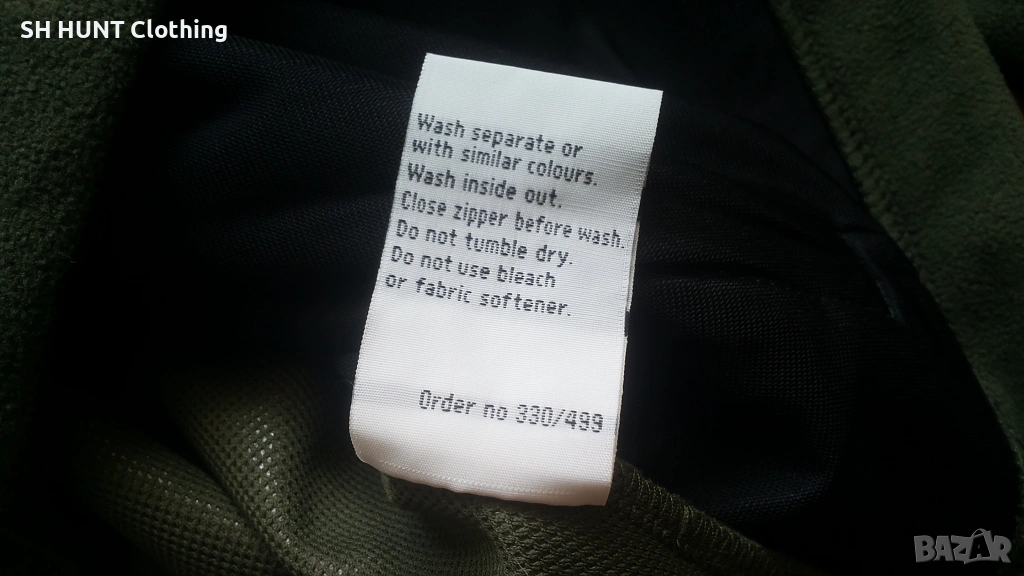 SH HUNT Clothing
Wash separate or
with similar colours.
Wash inside out.
Close zipper before wash.
Do not tumble dry.
Do not use bleach
or fabric softener.
Order no 330/499
BAZAR